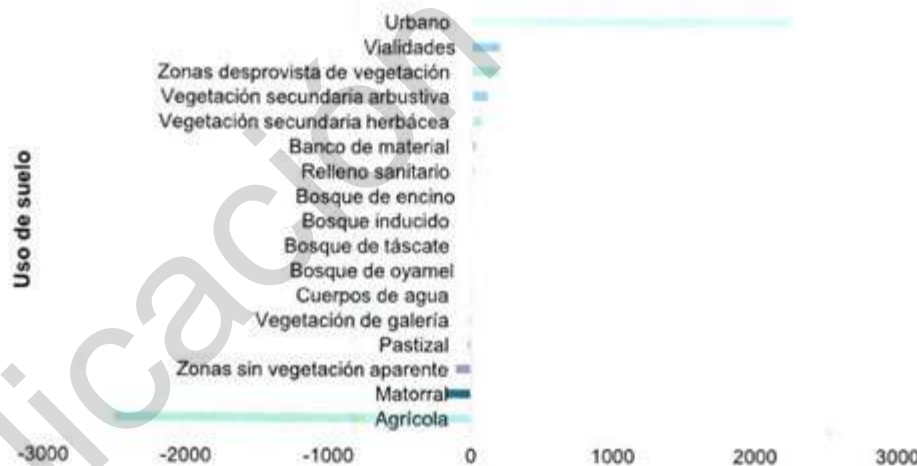 Urbano
Vialidades
Zonas desprovista de vegetación
Vegetación secundaria arbustiva
Vegetación secundaria herbácea
Banco de material
Relleno sanitario
Bosque de encino
Bosque inducido
Bosque de táscate
Bosque de oyamel
Cuerpos de agua
Vegetación de galería
Pastizal
Zonas sin vegetación aparente
Matorral
Agrícola
Uso de suelo
-3000 -2000 -1000 0 1000 2000 3000
licación